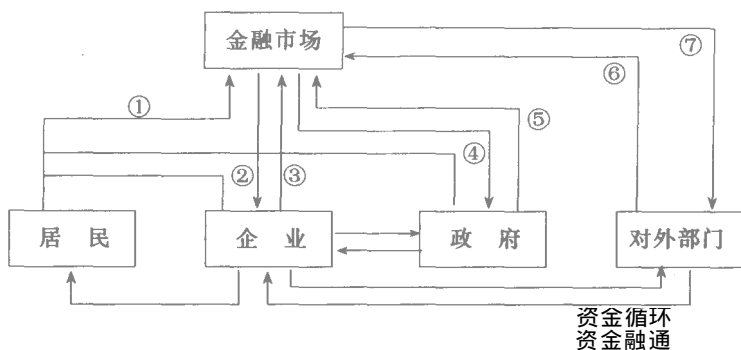 金融市场
⑦
⑥
①
⑤
④
②
③
居民
企业
政府
对外部门
资金循环
资金融通